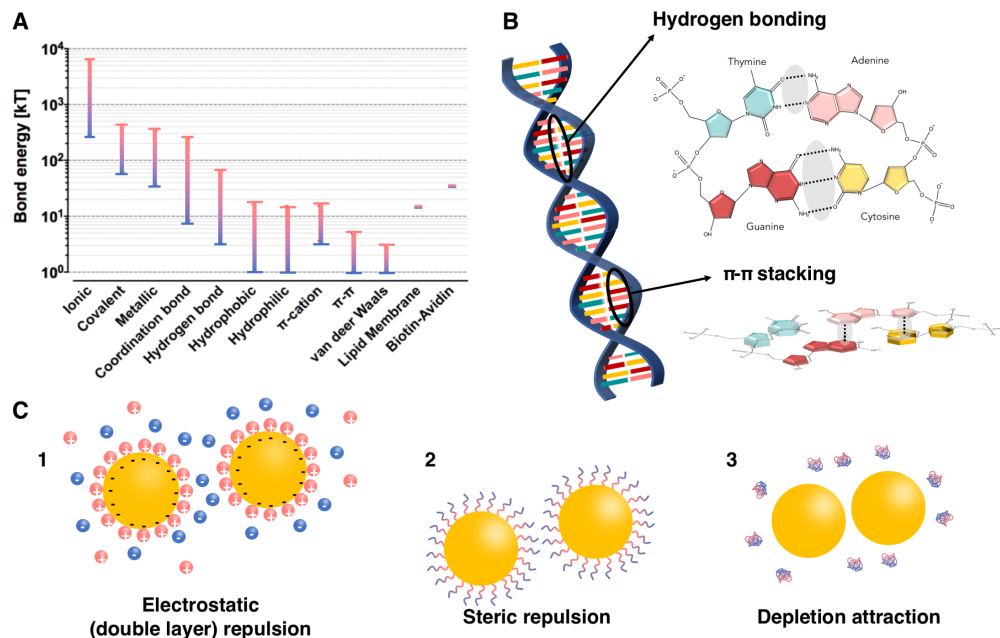 A
Bond energy [kT]
10⁴
10³
10²
10¹
10⁰
Ionic
Covalent
Metallic
Coordination bond
Hydrogen bond
Hydrophobic
Hydrophilic
π-cation
π-π
van deer Waals
Lipid Membrane
Biotin-Avidin
B
Hydrogen bonding
Thymine
Adenine
Guanine
Cytosine
π-π stacking
C
1
Electrostatic
(double layer) repulsion
2
Steric repulsion
3
Depletion attraction